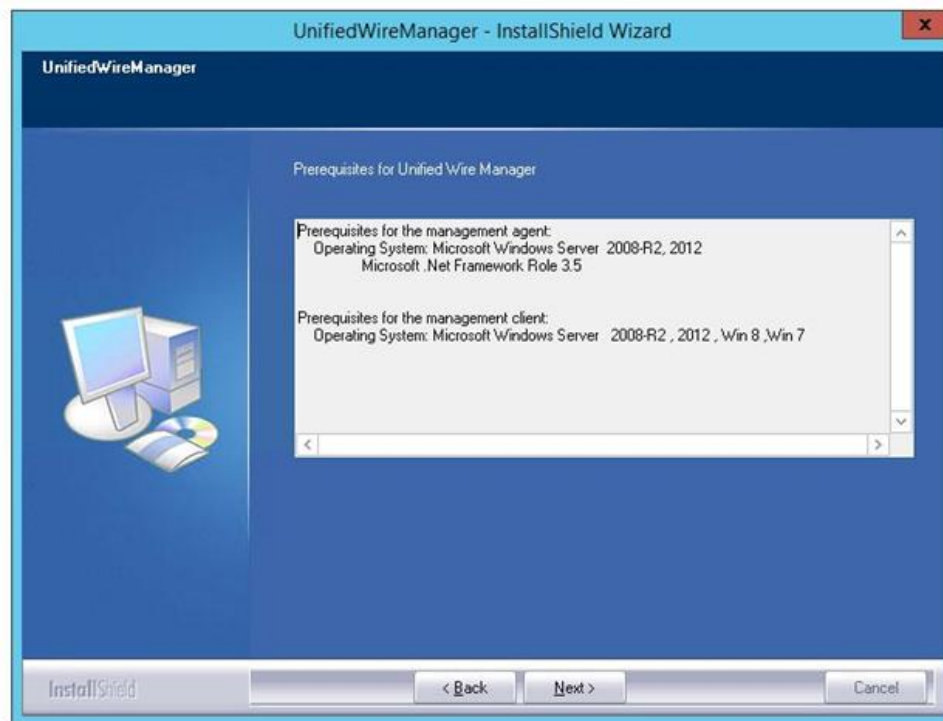 UnifiedWireManager - InstallShield Wizard
x
UnifiedWireManager
Prerequisites for Unified Wire Manager
Prerequisites for the management agent:
Operating System: Microsoft Windows Server 2008-R2, 2012
Microsoft .Net Framework Role 3.5
Prerequisites for the management client:
Operating System: Microsoft Windows Server 2008-R2 , 2012 , Win 8 ,Win 7
InstallShield
< Back
Next >
Cancel